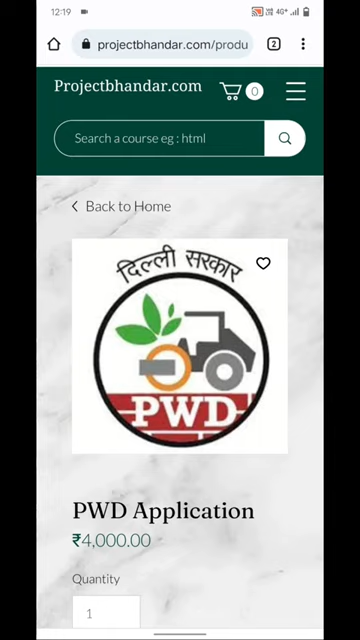 12:19
4G+
projectbhandar.com/produ
2
Projectbhandar.com
0
Search a course eg : html
Back to Home
दिल्ली सरकार
PWD
PWD Application
₹4,000.00
Quantity
1